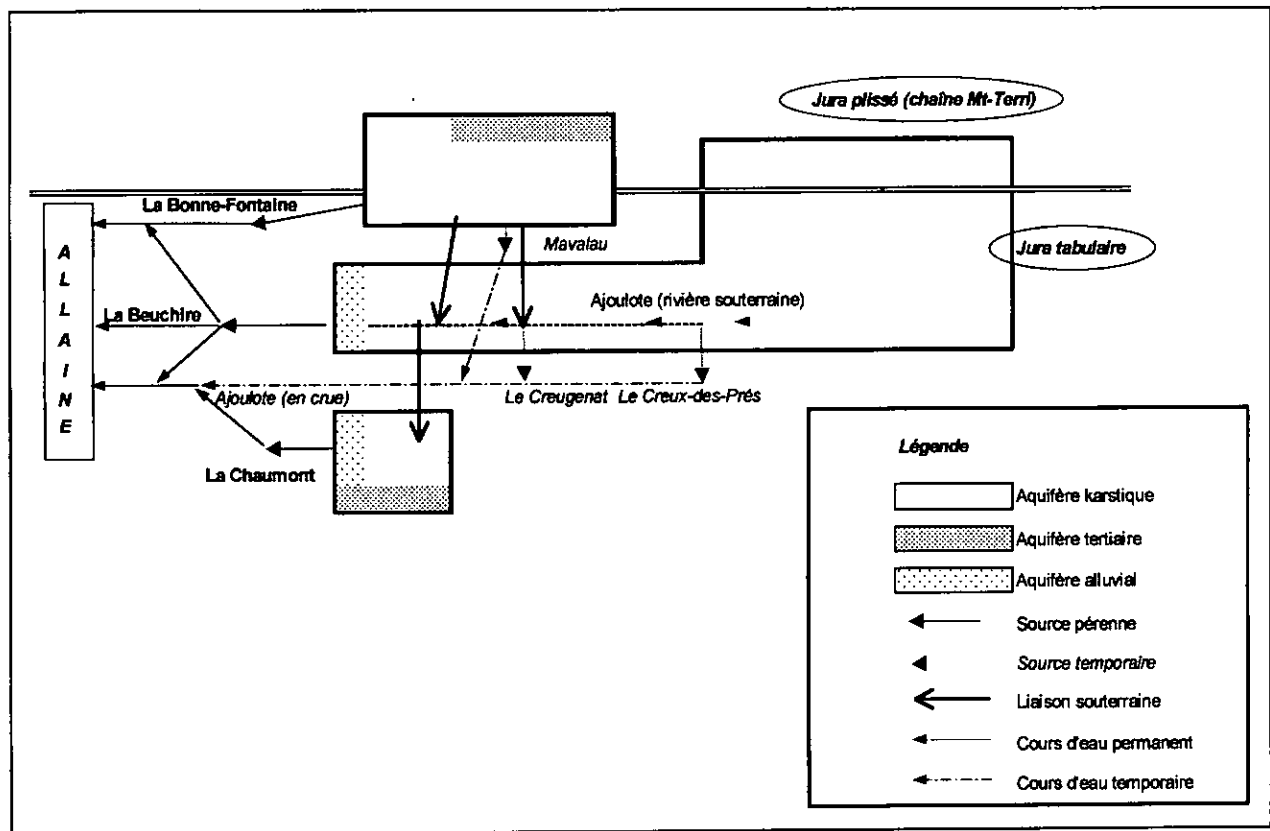 Jura plissé (chaîne Mt-Terri)
La Bonne-Fontaine
Mavalau
Jura tabulaire
ALLAINE
Ajoulote (rivière souterraine)
La Beuchire
Ajoulote (en crue)
Le Creugenat
Le Creux-des-Prés
La Chaumont
Légende
Aquifère karstique
Aquifère tertiaire
Aquifère alluvial
Source pérenne
Source temporaire
Liaison souterraine
Cours d'eau permanent
Cours d'eau temporaire